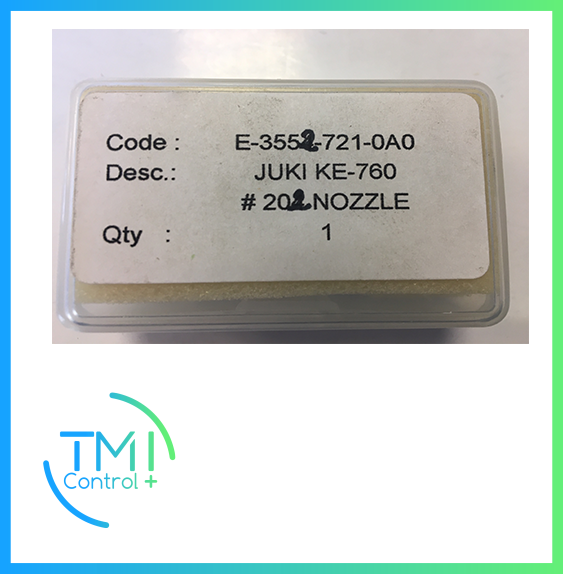 Code : E-3552-721-0A0
Desc.: JUKI KE-760
# 202 NOZZLE
Qty : 1
TMI
Control +